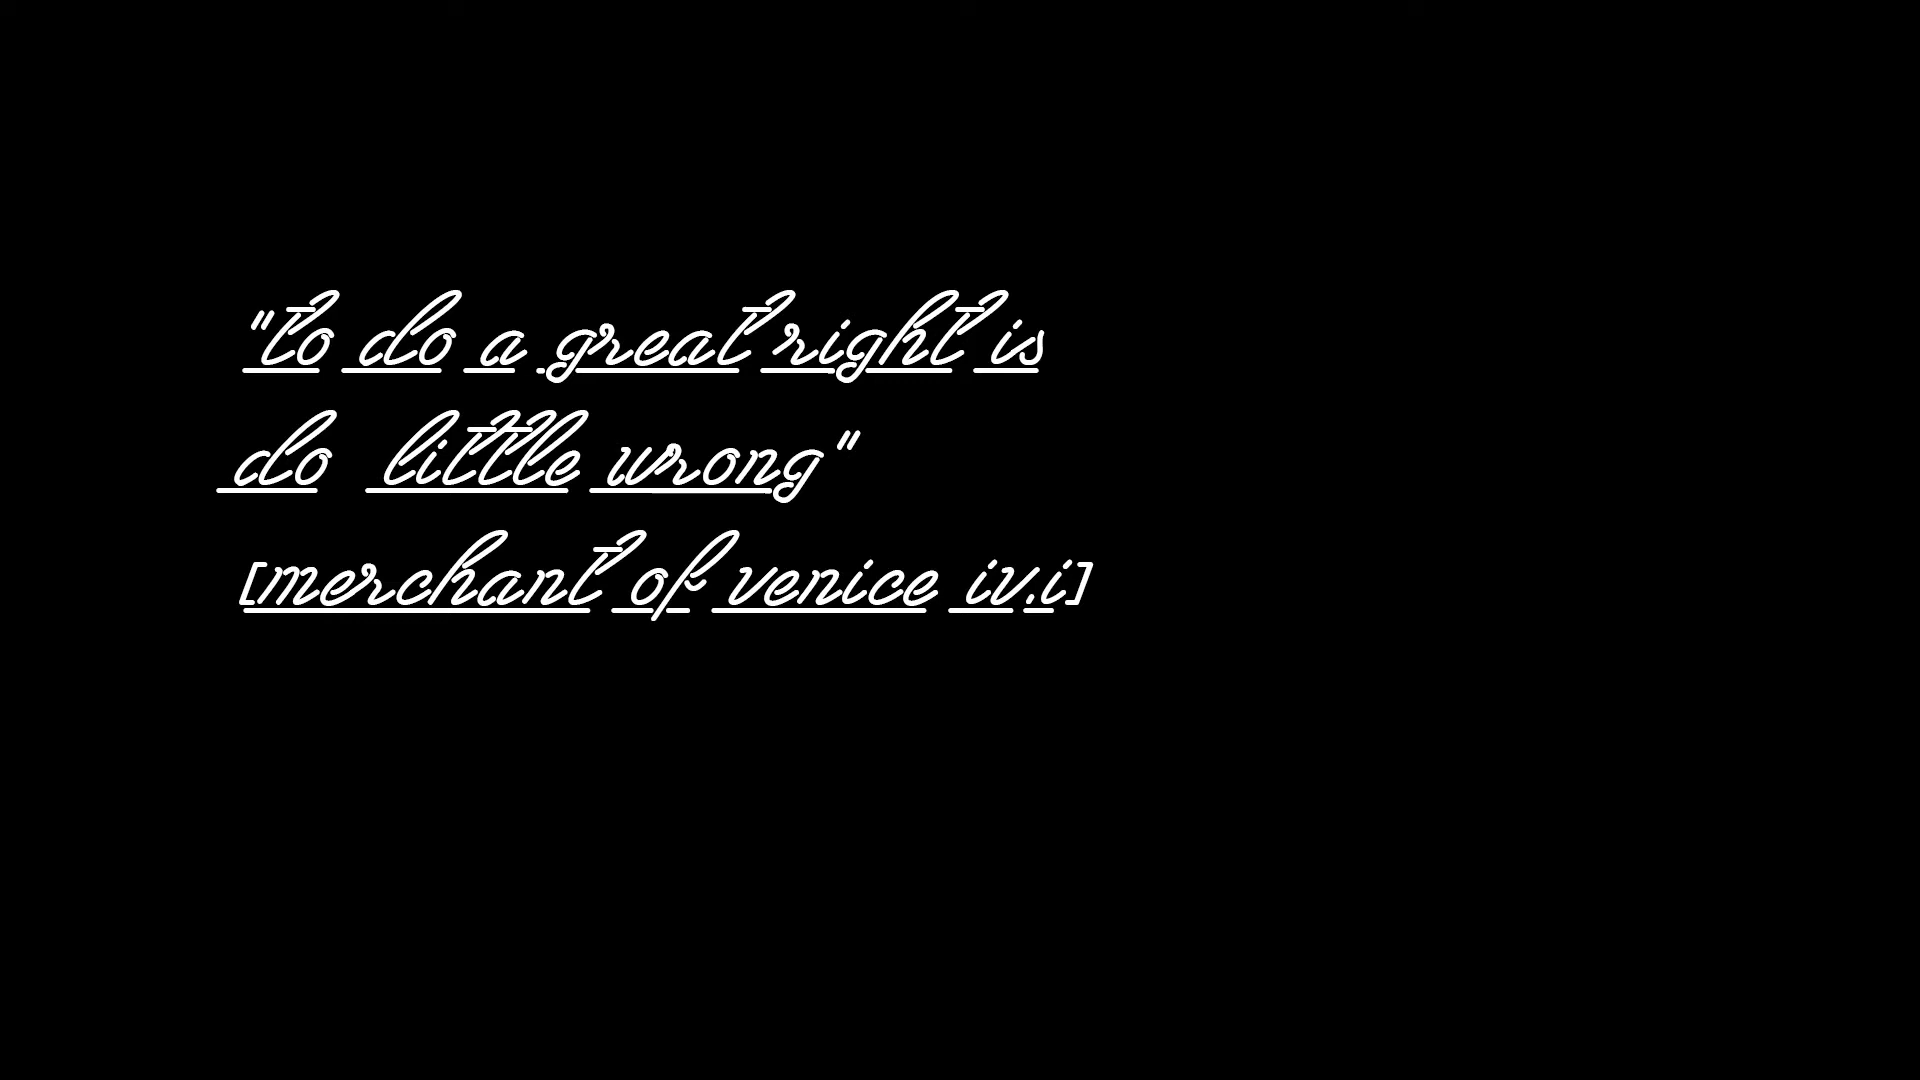 "to do a great right is
do  little wrong"
[merchant of venice iv.i]